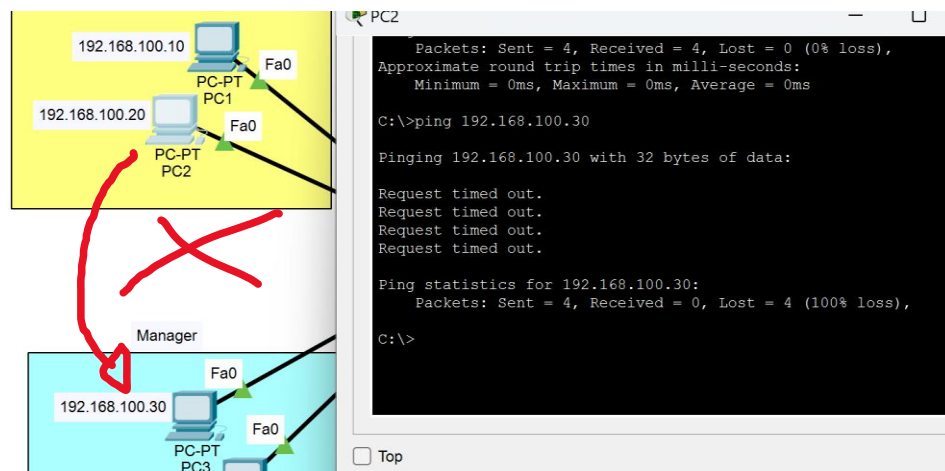 192.168.100.10
Fa0
PC-PT
PC1
192.168.100.20
Fa0
PC-PT
PC2
Manager
Fa0
192.168.100.30
Fa0
PC-PT
PC3
PC2
Packets: Sent = 4, Received = 4, Lost = 0 (0% loss),
Approximate round trip times in milli-seconds:
Minimum = 0ms, Maximum = 0ms, Average = 0ms
C:\>ping 192.168.100.30
Pinging 192.168.100.30 with 32 bytes of data:
Request timed out.
Request timed out.
Request timed out.
Request timed out.
Ping statistics for 192.168.100.30:
Packets: Sent = 4, Received = 0, Lost = 4 (100% loss),
C:\>
Top